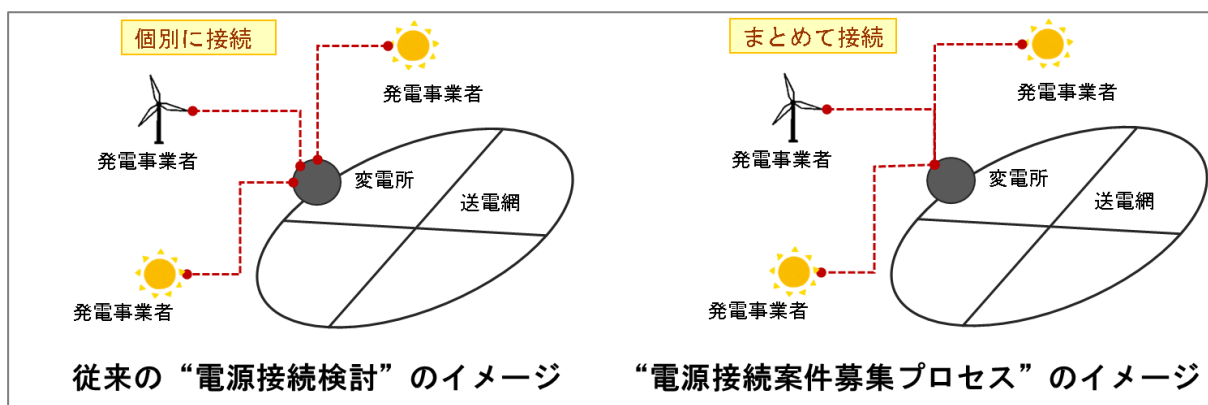 個別に接続
発電事業者
発電事業者
変電所
送電網
発電事業者
従来の“電源接続検討”のイメージ
まとめて接続
発電事業者
発電事業者
変電所
送電網
発電事業者
“電源接続案件募集プロセス”のイメージ